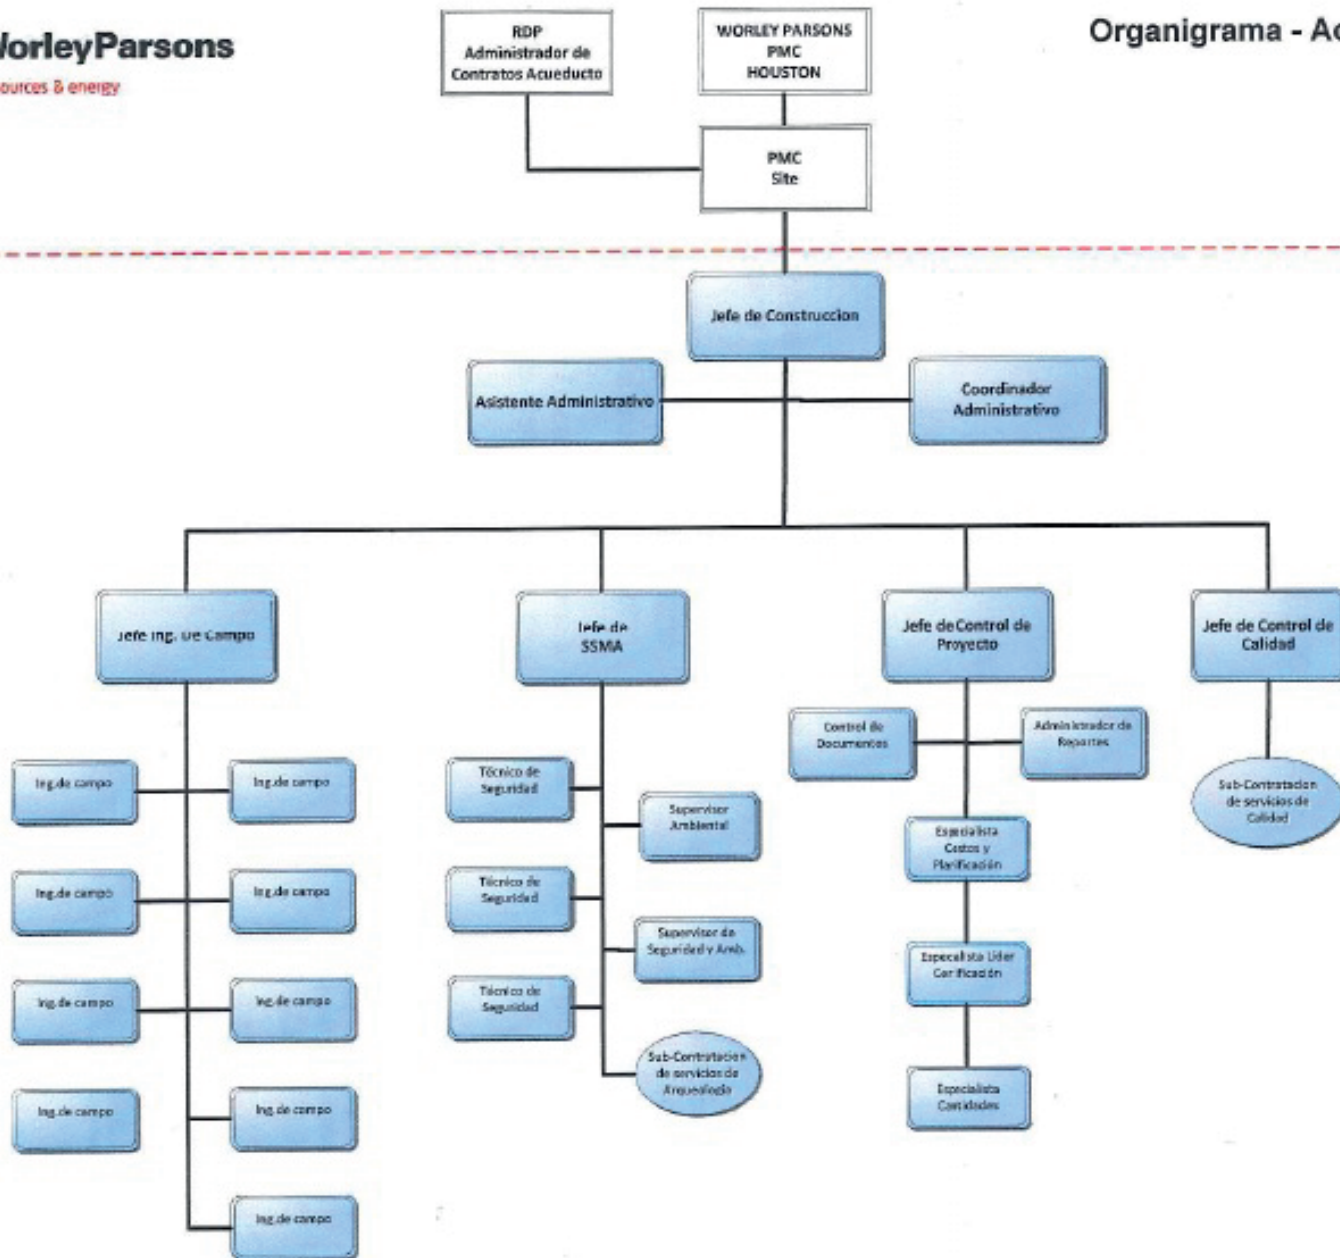 WorleyParsons
ources & energy
Organigrama - Ac
RDP
Administrador de
Contratos Acueducto
WORLEY PARSONS
PMC
HOUSTON
PMC
Site
Jefe de Construccion
Asistente Administrativo
Coordinador
Administrativo
Jefe Ing. De Campo
Jefe de
SSMA
Jefe de Control de
Proyecto
Jefe de Control de
Calidad
Ing.de campo
Ing.de campo
Ing.de campo
Ing.de campo
Ing.de campo
Ing.de campo
Ing.de campo
Ing.de campo
Ing.de campo
Técnico de
Seguridad
Supervisor
Ambiental
Técnico de
Seguridad
Supervisor de
Seguridad y Amb.
Técnico de
Seguridad
Sub-Contratacion
de servicios de
Arqueologia
Control de
Documentos
Administrador de
Reportes
Especialista
Costos y
Planificación
Especalista Lider
Cerificación
Especialista
Cantidades
Sub-Contratacion
de servicios de
Calidad